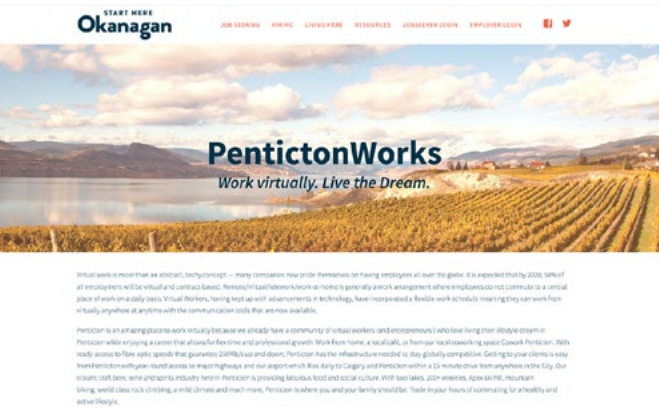 START HERE
Okanagan
JOB SEEKING HIRING LIVING HERE RESOURCES JOBSEEKER LOGIN EMPLOYER LOGIN
PentictonWorks
Work virtually. Live the Dream.
Virtual work is more than an abstract, techy concept — many companies now pride themselves on having employees all over the globe. It is expected that by 2020, 50% of
all employment will be virtual and contract-based. Remote/virtual/telework/work-at-home is generally a work arrangement where employees do not commute to a central
place of work on a daily basis. Virtual Workers, having kept up with advancements in technology, have incorporated a flexible work schedule meaning they can work from
virtually anywhere at anytime with the communication tools that are now available.
Penticton is an amazing place to work virtually because we already have a community of virtual workers (and entrepreneurs) who love living their lifestyle dream in
Penticton while enjoying a career that allows for flex time and professional growth. Work from home, a local café, or from our local coworking space Cowork Penticton. With
ready access to fibre optic speeds that guarantees up and down, Penticton has the infrastructure needed to stay globally competitive. Getting to your clients is easy
from Penticton with year-round access to major highways and our airport which flies daily to Calgary and Penticton within a 15 minute drive from anywhere in the City. Our
vibrant craft beer, wine and spirits industry here in Penticton is providing fabulous food and social culture. With two lakes, 200+ wineries, Apex Ski Hill, mountain
biking, world class rock climbing, a mild climate and much more, Penticton is where you and your family should be. Trade in your hours of commuting for a healthy and
active lifestyle.